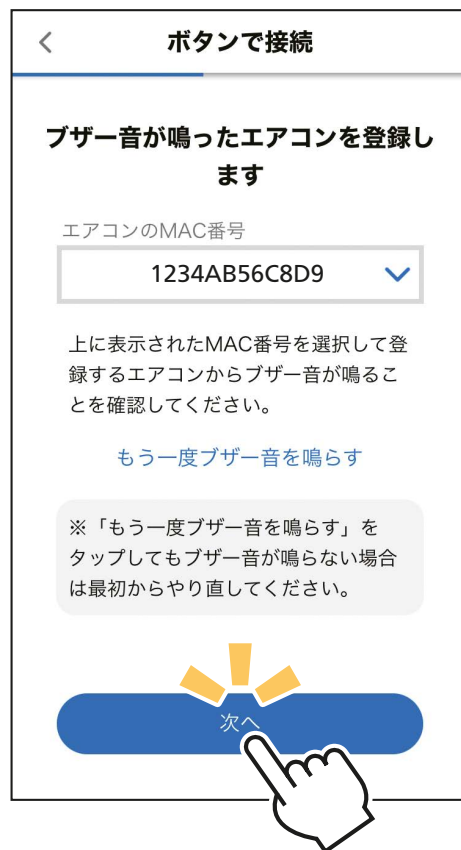 ボタンで接続
ブザー音が鳴ったエアコンを登録し
ます
エアコンのMAC番号
1234AB56C8D9
上に表示されたMAC番号を選択して登
録するエアコンからブザー音が鳴るこ
とを確認してください。
もう一度ブザー音を鳴らす
※「もう一度ブザー音を鳴らす」を
タップしてもブザー音が鳴らない場合
は最初からやり直してください。
次へ